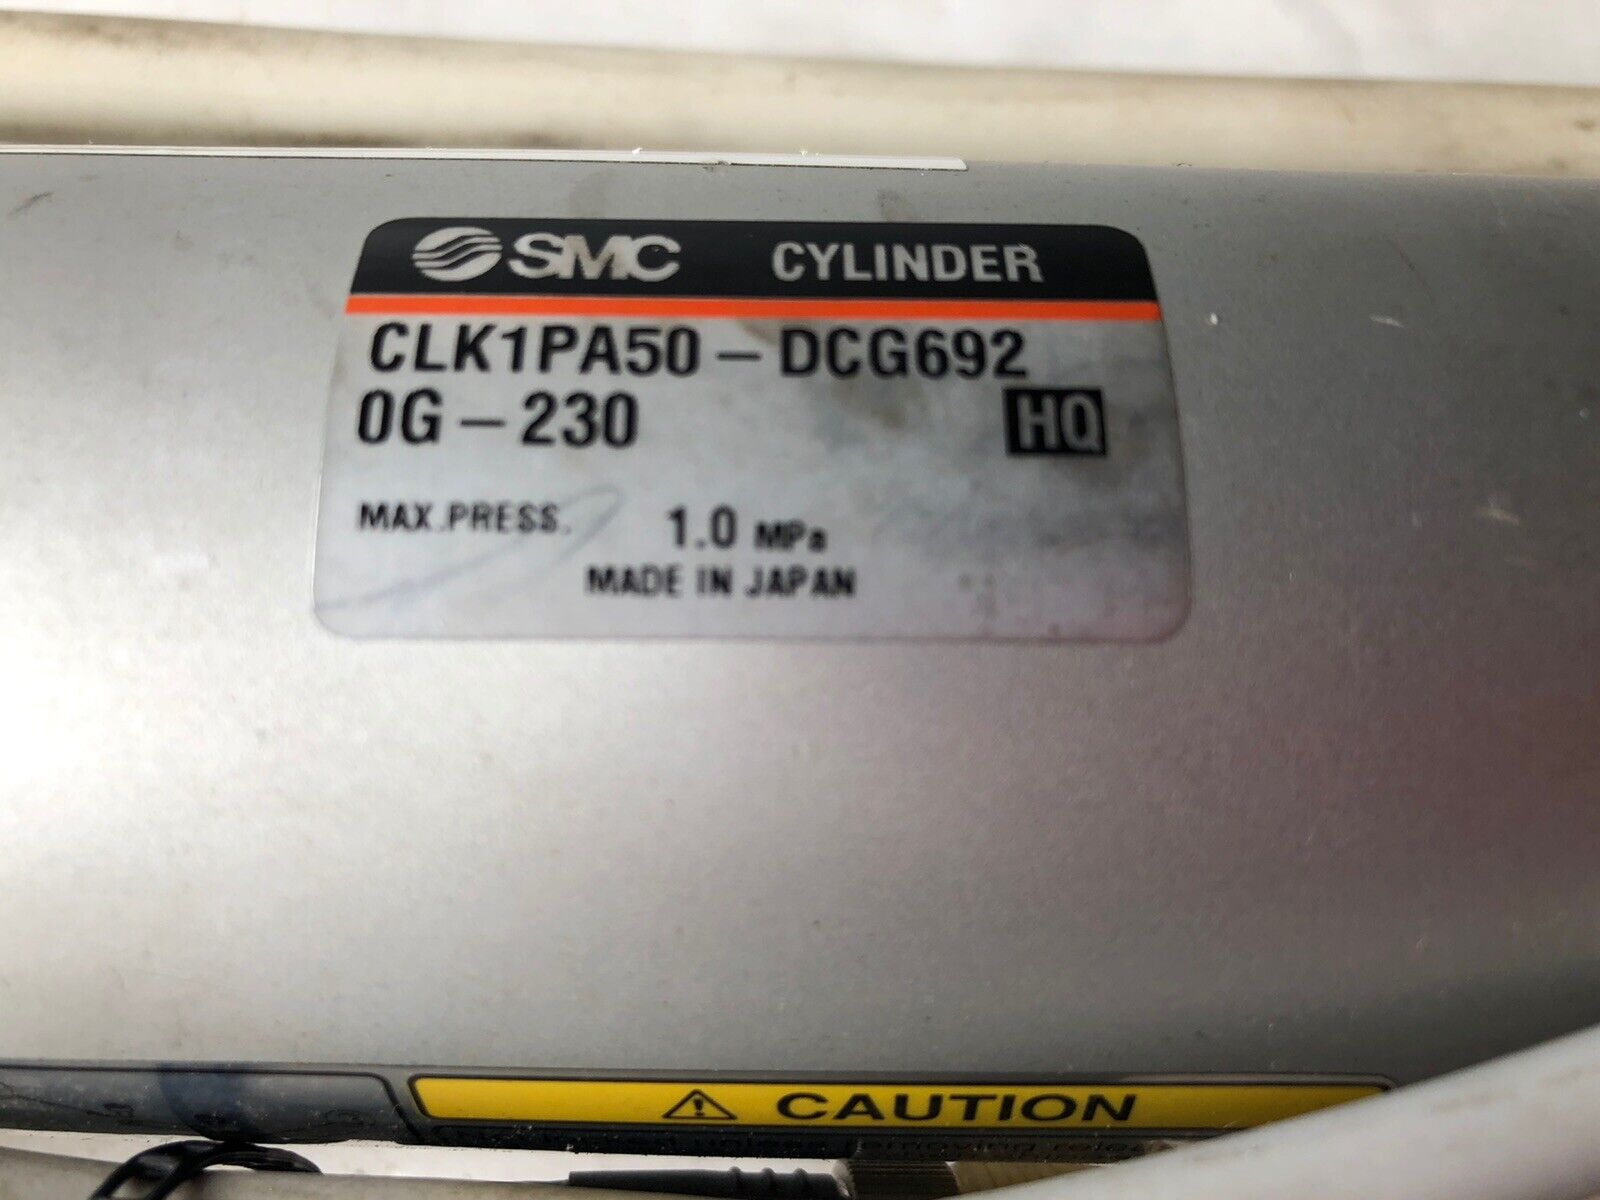 SMC CYLINDER
CLK1PA50-DCG692
0G-230 HQ
MAX.PRESS. 1.0 MPa
MADE IN JAPAN
⚠ CAUTION